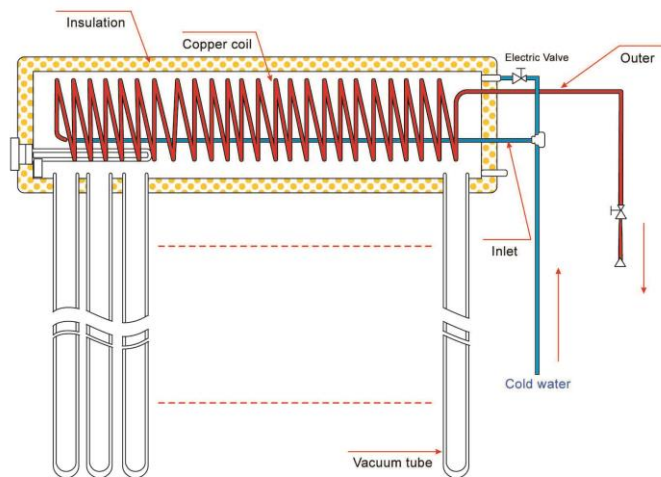 Insulation
Copper coil
Electric Valve
Outer
Inlet
Cold water
Vacuum tube